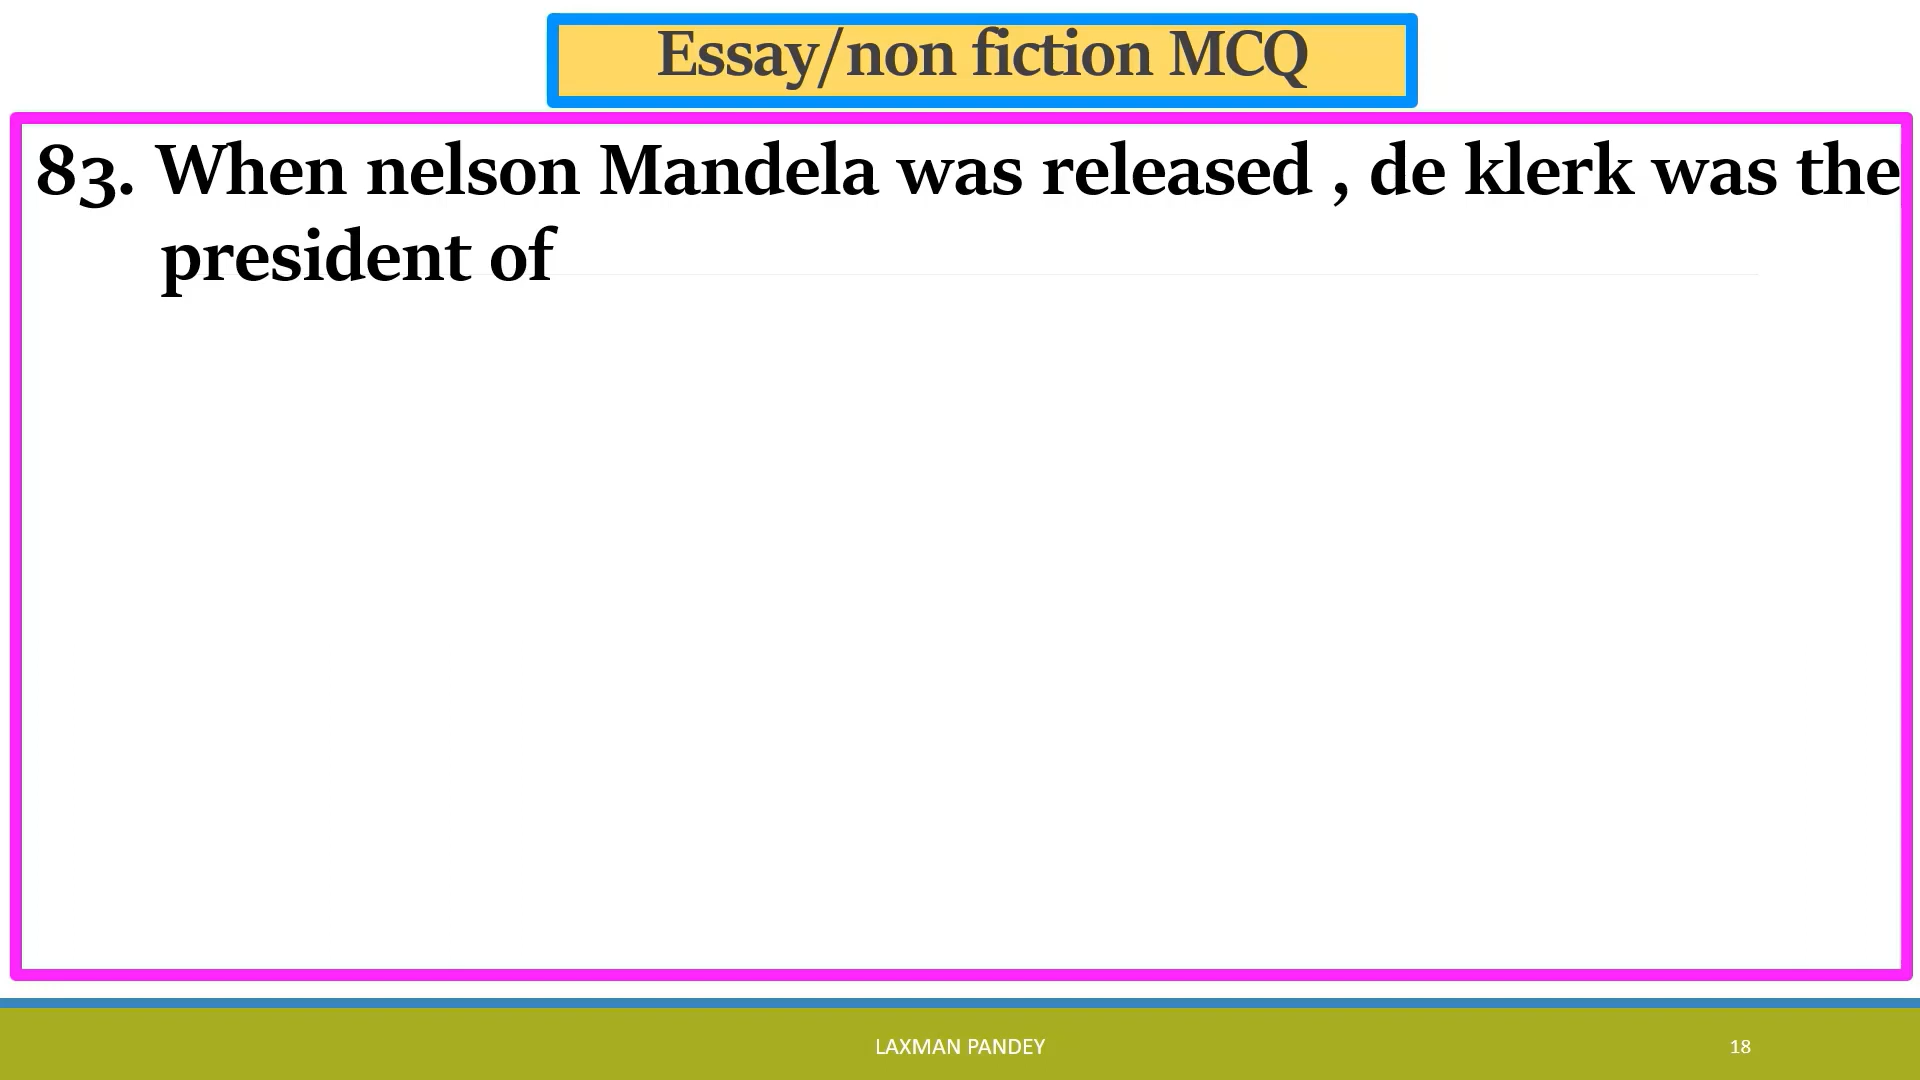 Essay/non fiction MCQ
83. When nelson Mandela was released , de klerk was the
president of
LAXMAN PANDEY
18